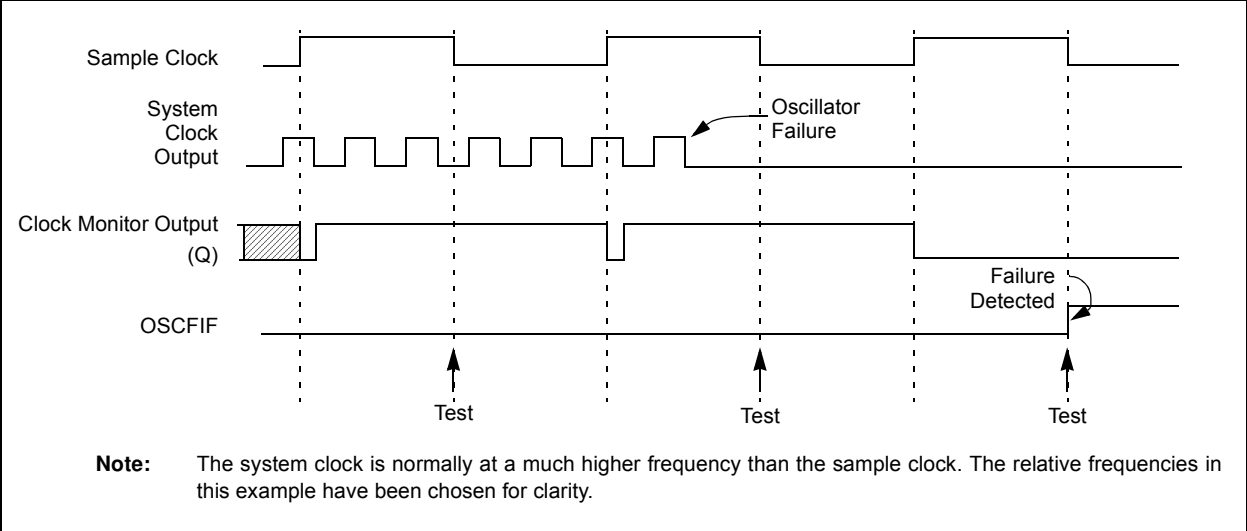 Sample Clock
System
Clock
Output
Oscillator
Failure
Clock Monitor Output
(Q)
Failure
Detected
OSCFIF
Test
Test
Test
Note: The system clock is normally at a much higher frequency than the sample clock. The relative frequencies in
this example have been chosen for clarity.